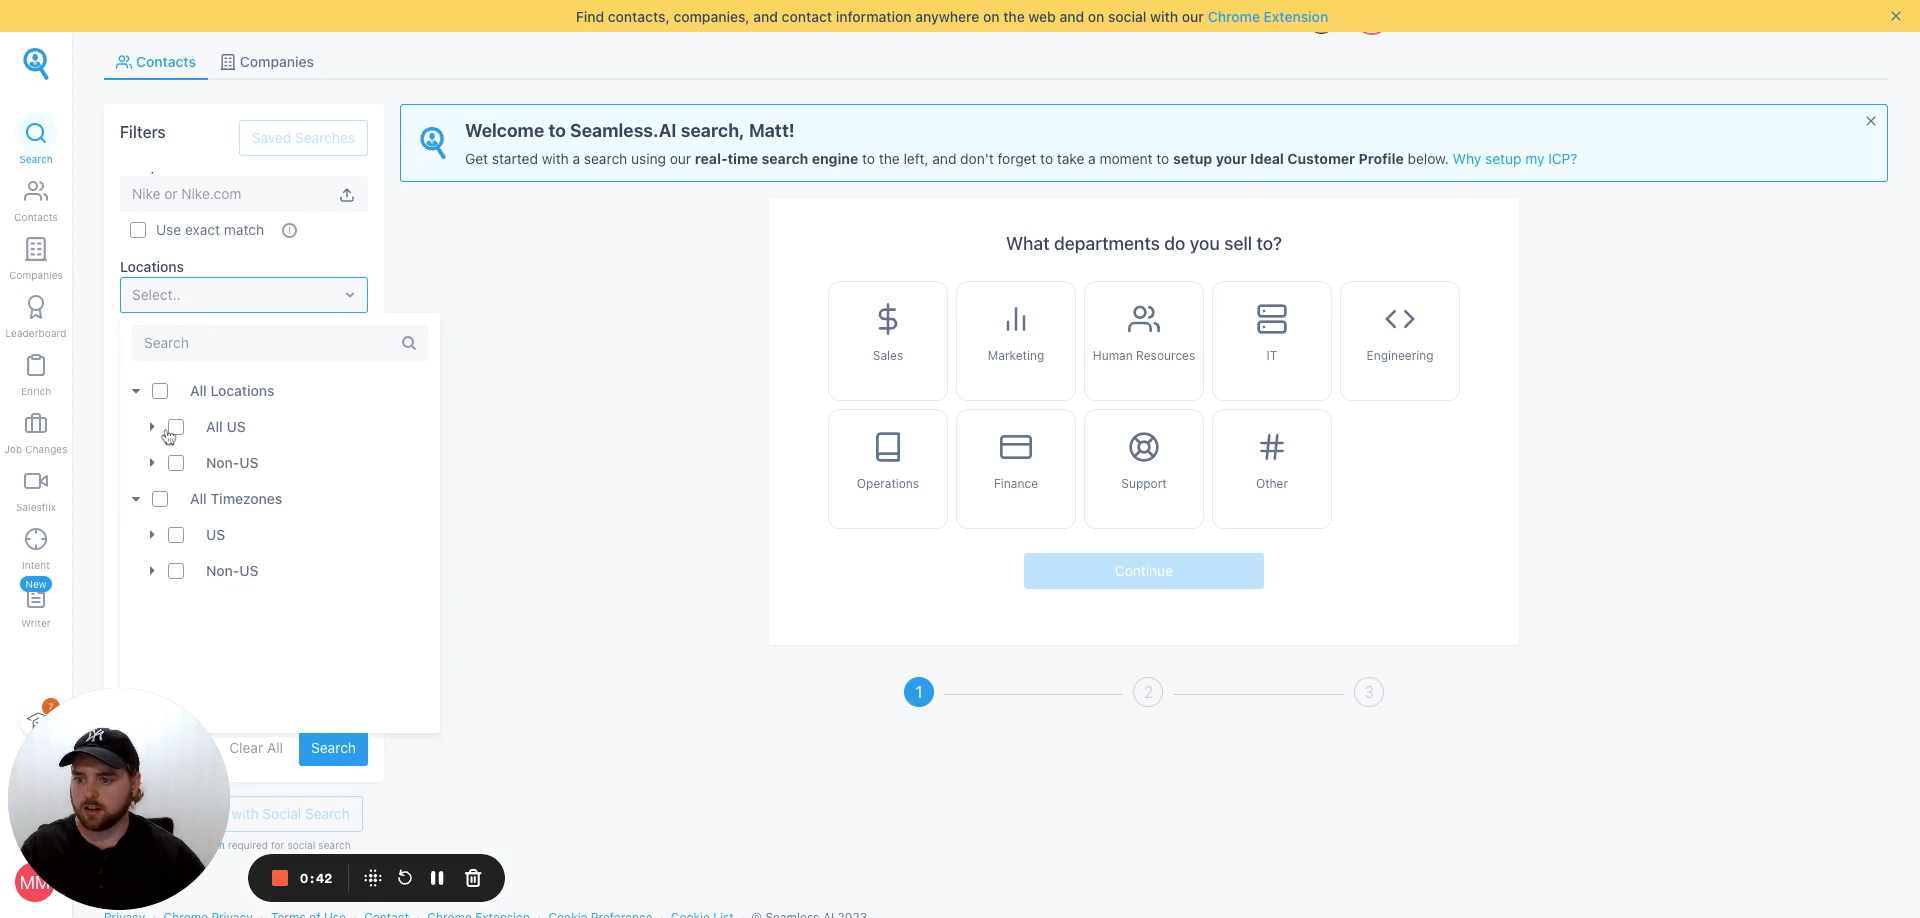 Find contacts, companies, and contact information anywhere on the web and on social with our Chrome Extension
Contacts
Companies
Filters
Saved Searches
Nike or Nike.com
Use exact match
Locations
Select..
Search
All Locations
All US
Non-US
All Timezones
US
Non-US
Clear All
Search
with Social Search
required for social search
Search
Contacts
Companies
Leaderboard
Enrich
Job Changes
Salesflix
Intent
New
Writer
7
MM
0:42
Welcome to Seamless.AI search, Matt!
Get started with a search using our real-time search engine to the left, and don't forget to take a moment to setup your Ideal Customer Profile below. Why setup my ICP?
What departments do you sell to?
Sales
Marketing
Human Resources
IT
Engineering
Operations
Finance
Support
Other
Continue
1
2
3
Privacy · Chrome Privacy · Terms of Use · Contact · Chrome Extension · Cookie Preference · Cookie List · © Seamless.AI 2023